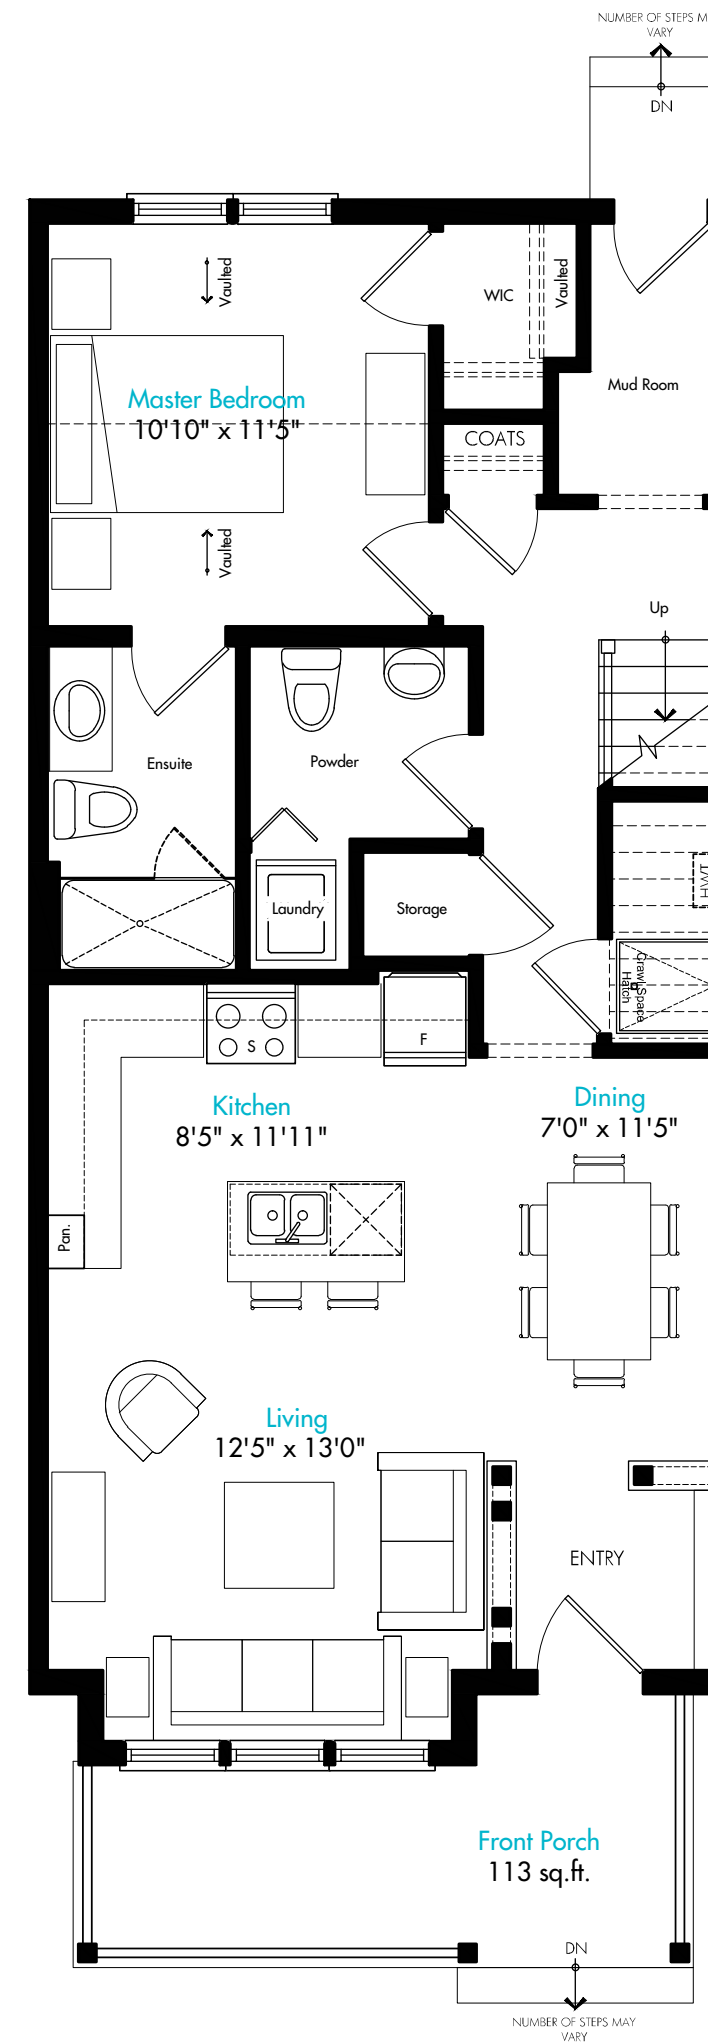 NUMBER OF STEPS M
VARY
DN
Vaulted
WIC
Vaulted
Mud Room
Master Bedroom
10'10" x 11'5"
COATS
Vaulted
Up
Ensuite
Powder
Laundry
Storage
HWT
Crawl Space
Hatch
S
F
Kitchen
8'5" x 11'11"
Dining
7'0" x 11'5"
Pan.
Living
12'5" x 13'0"
ENTRY
Front Porch
113 sq.ft.
DN
NUMBER OF STEPS MAY
VARY